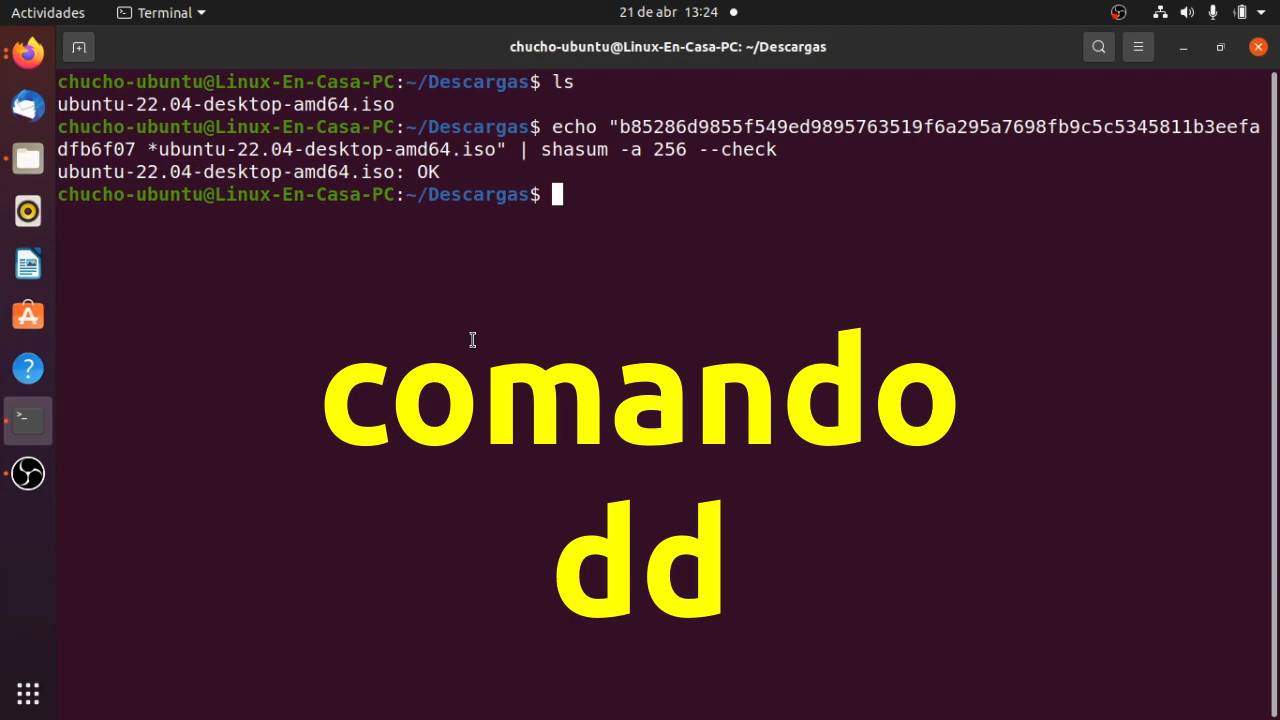 Actividades
Terminal
21 de abr 13:24
chucho-ubuntu@Linux-En-Casa-PC: ~/Descargas
chucho-ubuntu@Linux-En-Casa-PC:~/Descargas$ ls
ubuntu-22.04-desktop-amd64.iso
chucho-ubuntu@Linux-En-Casa-PC:~/Descargas$ echo "b85286d9855f549ed9895763519f6a295a7698fb9c5c5345811b3eefa
dfb6f07 *ubuntu-22.04-desktop-amd64.iso" | shasum -a 256 --check
ubuntu-22.04-desktop-amd64.iso: OK
chucho-ubuntu@Linux-En-Casa-PC:~/Descargas$
comando
dd